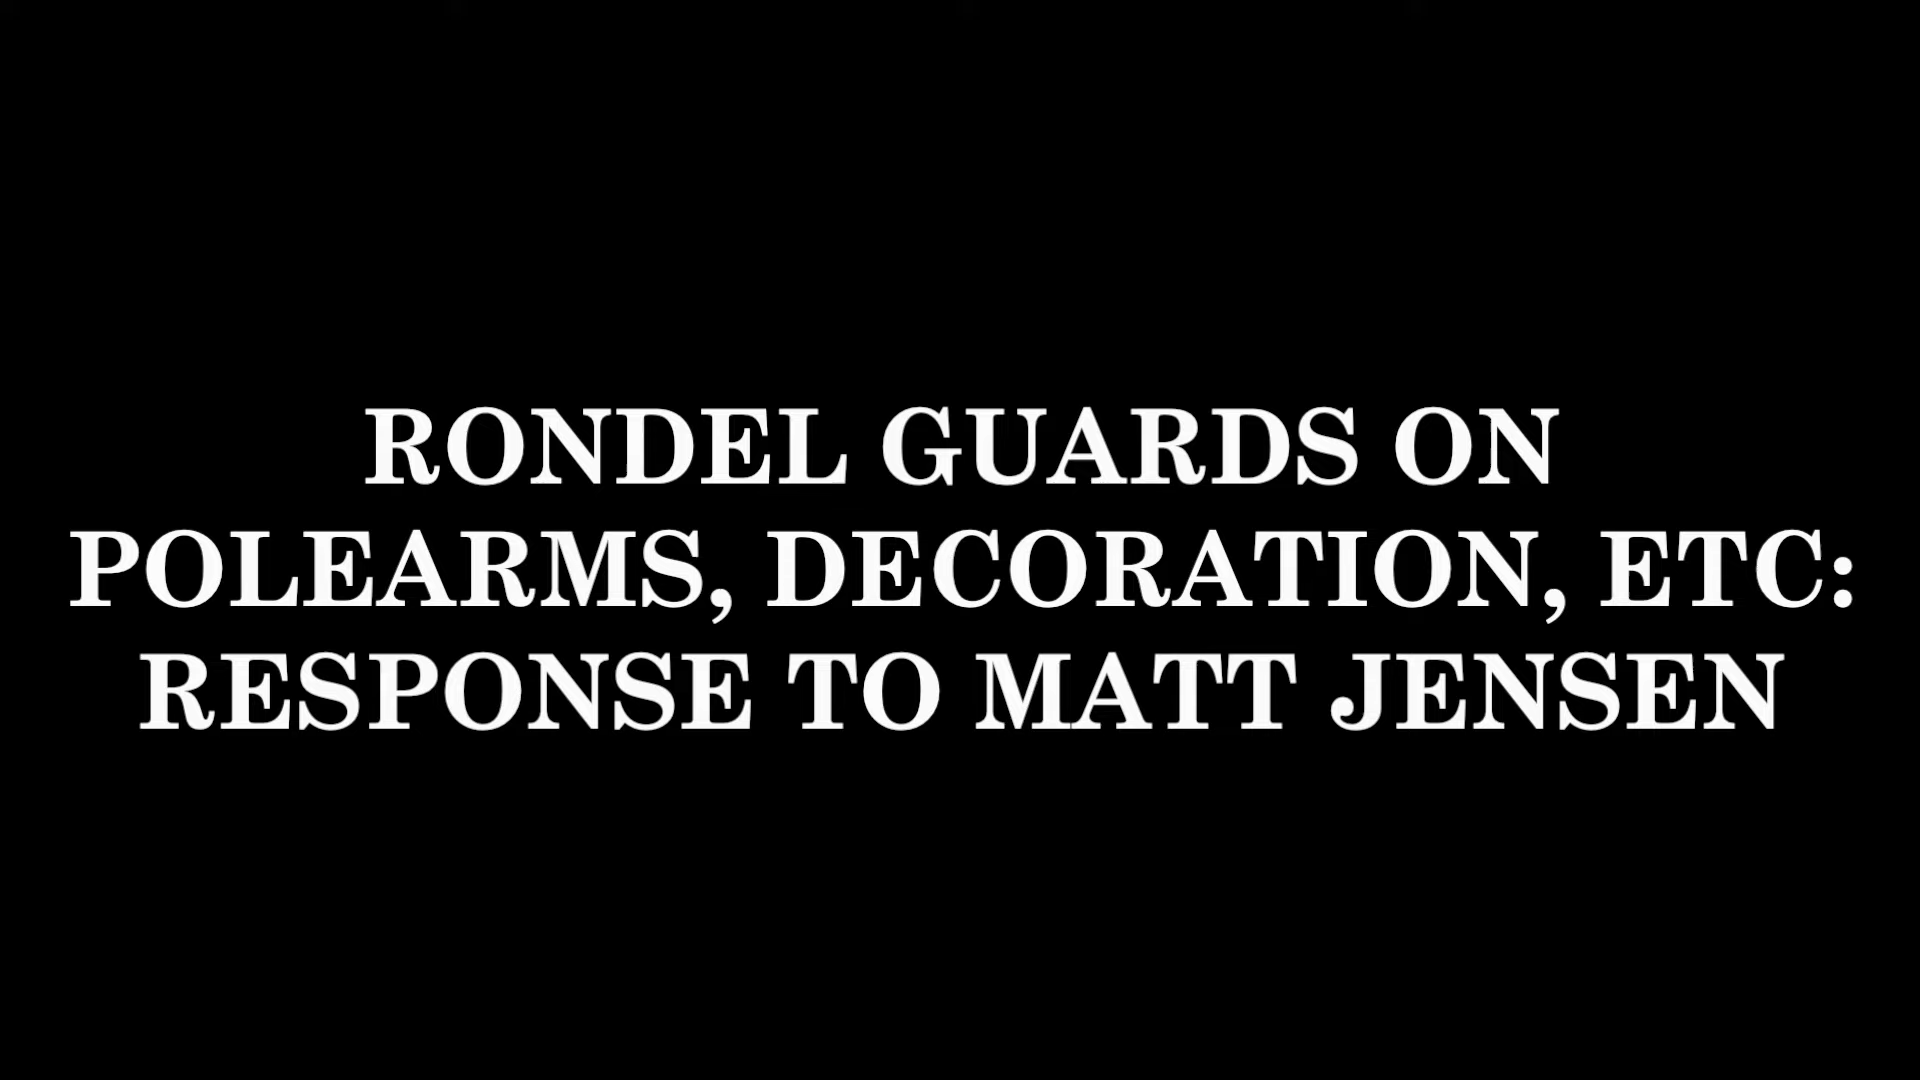 RONDEL GUARDS ON
POLEARMS, DECORATION, ETC:
RESPONSE TO MATT JENSEN